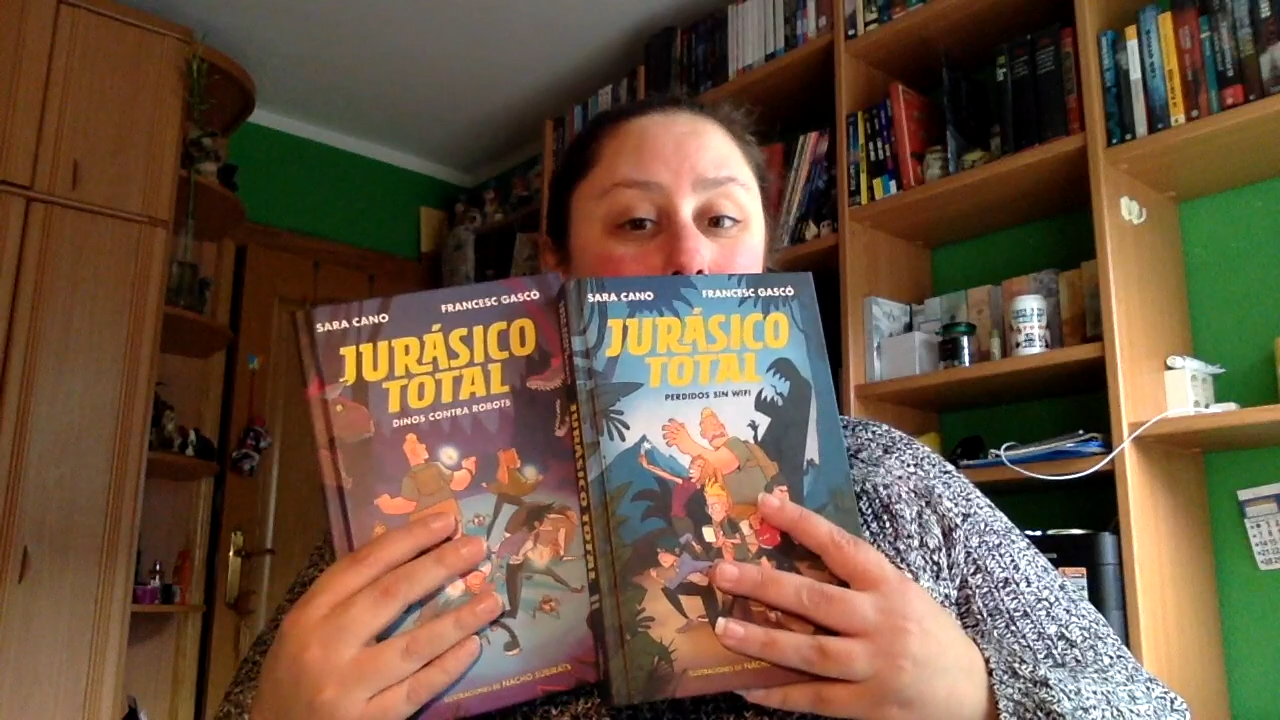 SARA CANO
FRANCESC GASCÓ
JURÁSICO
TOTAL
DINOS CONTRA ROBOTS
ILUSTRACIONES DE NACHO SUBIRATS
JURÁSICO TOTAL
SARA CANO
FRANCESC GASCÓ
JURÁSICO
TOTAL
PERDIDOS SIN WIFI
ILUSTRACIONES DE NACHO